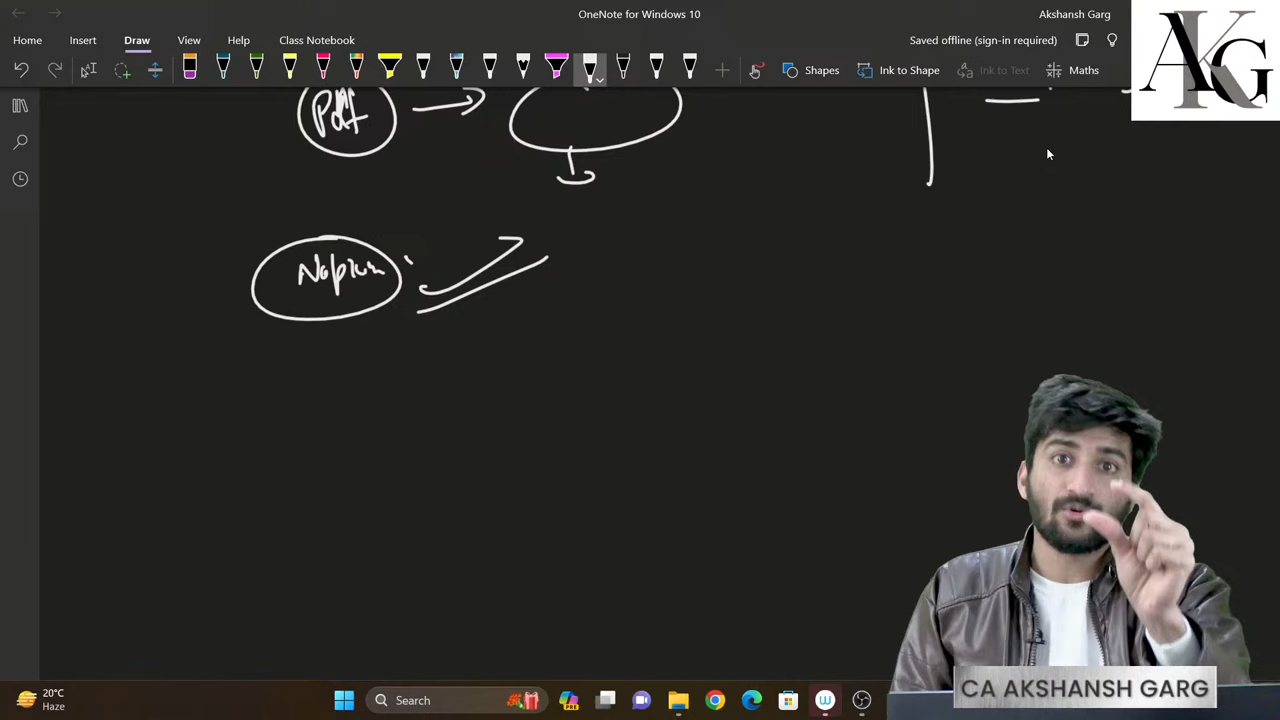 OneNote for Windows 10
Akshansh Garg
Home Insert Draw View Help Class Notebook
Saved offline (sign-in required)
Shapes Ink to Shape Ink to Text Maths
AKG
Pdf
20°C
Haze
Search
PRE
CA AKSHANSH GARG